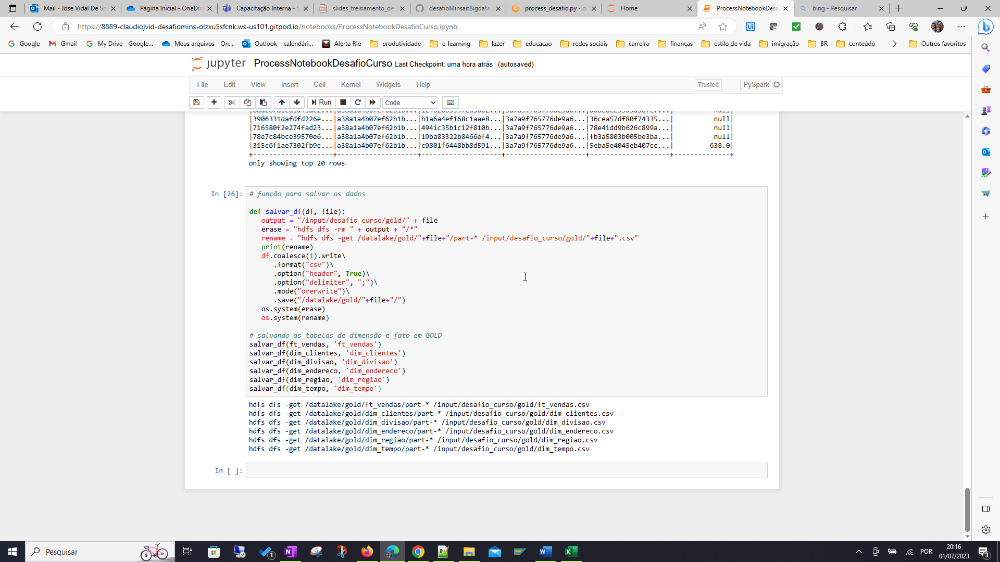 Mail - Jose Vidal De Sc
Página Inicial - OneDri
Capacitação Interna - S
slides_treinamento_de
desafioMinsaitBigdata
process_desafio.py - d
Home
ProcessNotebookDesa
bing - Pesquisar
https://8889-claudiojvid-desafiomins-olzxu5sfcnk.ws-us101.gitpod.io/notebooks/ProcessNotebookDesafioCurso.ipynb
Google
Gmail
My Drive - Google...
Meus arquivos - On...
Outlook – calendári...
Alerta Rio
produtividade
e-learning
lazer
educacao
redes sociais
carreira
finanças
estilo de vida
imigração
BR
conteúdo
Outros favoritos
jupyter ProcessNotebookDesafioCurso Last Checkpoint: uma hora atrás (autosaved)
File Edit View Insert Cell Kernel Widgets Help
Trusted
PySpark
Run
Code
|3906331dafdfd226e...|a38a1a4b07ef62b1b...|b1a6a4ef168c1aae8...|3a7a9f765776de9a6...|36cea57df80f74335...| null|
|716580f2e274fad23...|a38a1a4b07ef62b1b...|4941c35b1c12f810b...|3a7a9f765776de9a6...|78e41dd9b626c899a...| null|
|78e7c84bce39570e6...|a38a1a4b07ef62b1b...|19ba83322b8466ef4...|3a7a9f765776de9a6...|fb3a5803b005be3ba...| null|
|315c6f1ae7302fb9c...|a38a1a4b07ef62b1b...|c9801f6448bb8d591...|3a7a9f765776de9a6...|5eba5e4045eb407cc...| 638.0|
+--------------------+--------------------+--------------------+--------------------+--------------------+--------------+
only showing top 20 rows
In [26]:
# função para salvar os dados
def salvar_df(df, file):
   output = "/input/desafio_curso/gold/" + file
   erase = "hdfs dfs -rm " + output + "/*"
   rename = "hdfs dfs -get /datalake/gold/"+file+"/part-* /input/desafio_curso/gold/"+file+".csv"
   print(rename)
   df.coalesce(1).write\
      .format("csv")\
      .option("header", True)\
      .option("delimiter", ";")\
      .mode("overwrite")\
      .save("/datalake/gold/"+file+"/")
   os.system(erase)
   os.system(rename)
# salvando as tabelas de dimensão e fato em GOLD
salvar_df(ft_vendas, 'ft_vendas')
salvar_df(dim_clientes, 'dim_clientes')
salvar_df(dim_divisao, 'dim_divisao')
salvar_df(dim_endereco, 'dim_endereco')
salvar_df(dim_regiao, 'dim_regiao')
salvar_df(dim_tempo, 'dim_tempo')
hdfs dfs -get /datalake/gold/ft_vendas/part-* /input/desafio_curso/gold/ft_vendas.csv
hdfs dfs -get /datalake/gold/dim_clientes/part-* /input/desafio_curso/gold/dim_clientes.csv
hdfs dfs -get /datalake/gold/dim_divisao/part-* /input/desafio_curso/gold/dim_divisao.csv
hdfs dfs -get /datalake/gold/dim_endereco/part-* /input/desafio_curso/gold/dim_endereco.csv
hdfs dfs -get /datalake/gold/dim_regiao/part-* /input/desafio_curso/gold/dim_regiao.csv
hdfs dfs -get /datalake/gold/dim_tempo/part-* /input/desafio_curso/gold/dim_tempo.csv
In [ ]:
Pesquisar
1
POR
20:16
01/07/2023
3